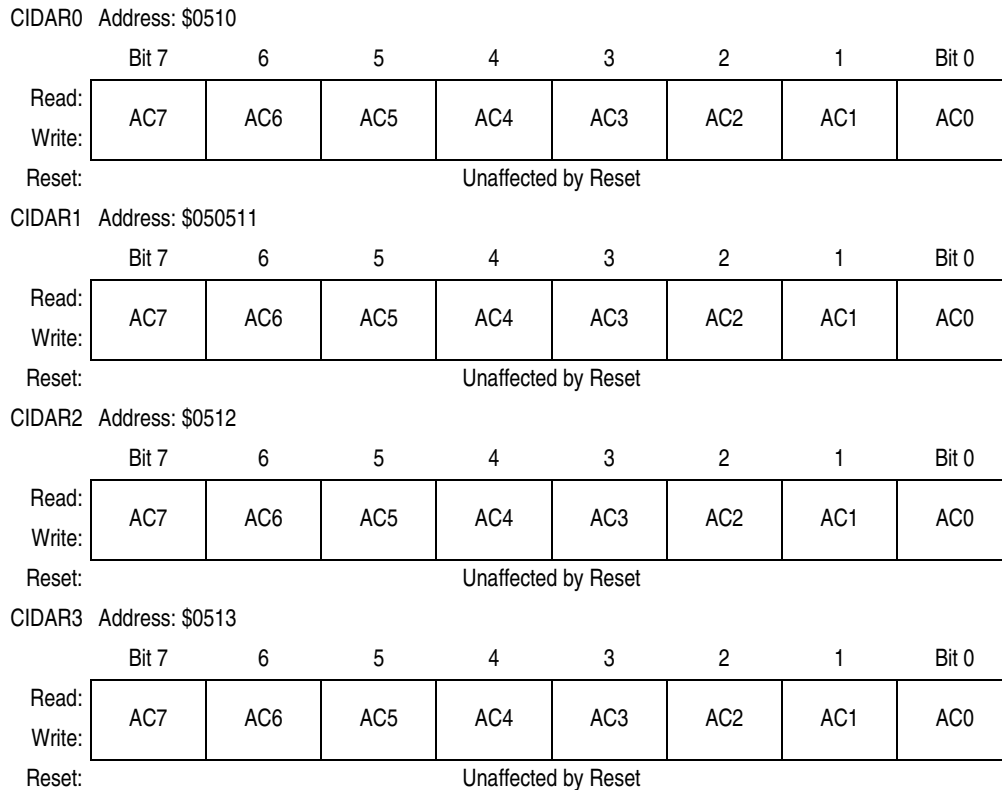 CIDAR0 Address: $0510
Bit 7 6 5 4 3 2 1 Bit 0
Read:
AC7 AC6 AC5 AC4 AC3 AC2 AC1 AC0
Write:
Reset: Unaffected by Reset
CIDAR1 Address: $050511
Bit 7 6 5 4 3 2 1 Bit 0
Read:
AC7 AC6 AC5 AC4 AC3 AC2 AC1 AC0
Write:
Reset: Unaffected by Reset
CIDAR2 Address: $0512
Bit 7 6 5 4 3 2 1 Bit 0
Read:
AC7 AC6 AC5 AC4 AC3 AC2 AC1 AC0
Write:
Reset: Unaffected by Reset
CIDAR3 Address: $0513
Bit 7 6 5 4 3 2 1 Bit 0
Read:
AC7 AC6 AC5 AC4 AC3 AC2 AC1 AC0
Write:
Reset: Unaffected by Reset